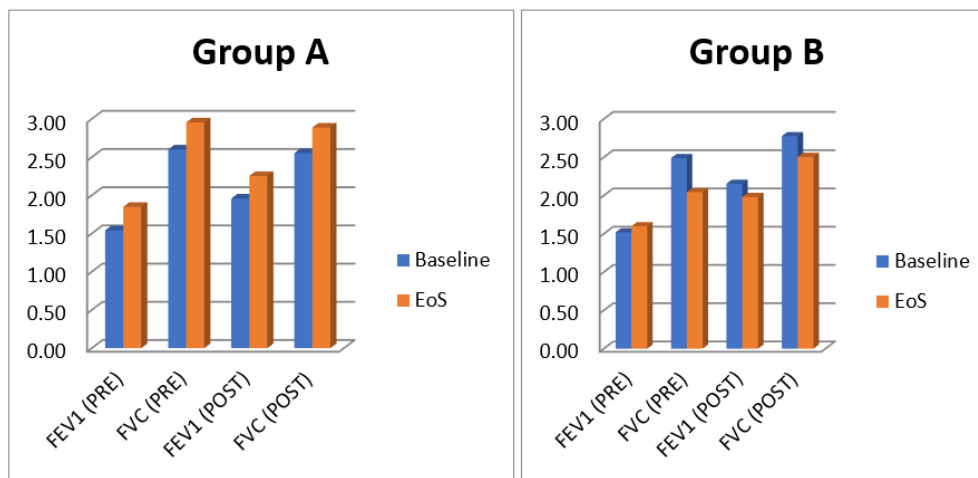 Group A
3.00
2.50
2.00
1.50
1.00
0.50
0.00
FEV1 (PRE)
FVC (PRE)
FEV1 (POST)
FVC (POST)
Baseline
EoS
Group B
3.00
2.50
2.00
1.50
1.00
0.50
0.00
FEV1 (PRE)
FVC (PRE)
FEV1 (POST)
FVC (POST)
Baseline
EoS